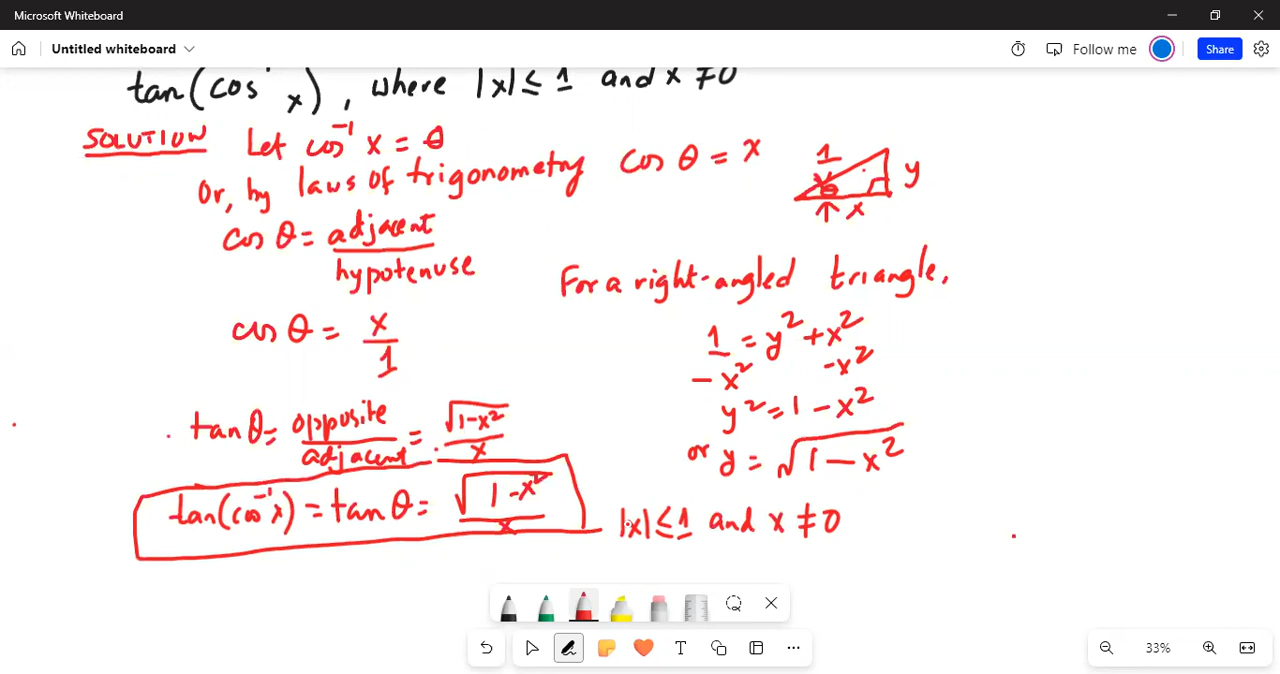 Microsoft Whiteboard
Untitled whiteboard
Follow me
Share
tan(cos⁻¹ x), where |x| ≤ 1 and x ≠ 0
SOLUTION Let cos⁻¹ x = θ
Or, by laws of trigonometry cos θ = x
1
θ
y
x
cos θ = adjacent
hypotenuse
For a right-angled triangle,
cos θ = x
1
1 = y² + x²
- x² -x²
y² = 1 - x²
or y = √1 - x²
tan θ = opposite = √1-x²
adjacent x
tan(cos⁻¹ x) = tan θ = √1-x²
x
|x| ≤ 1 and x ≠ 0
33%